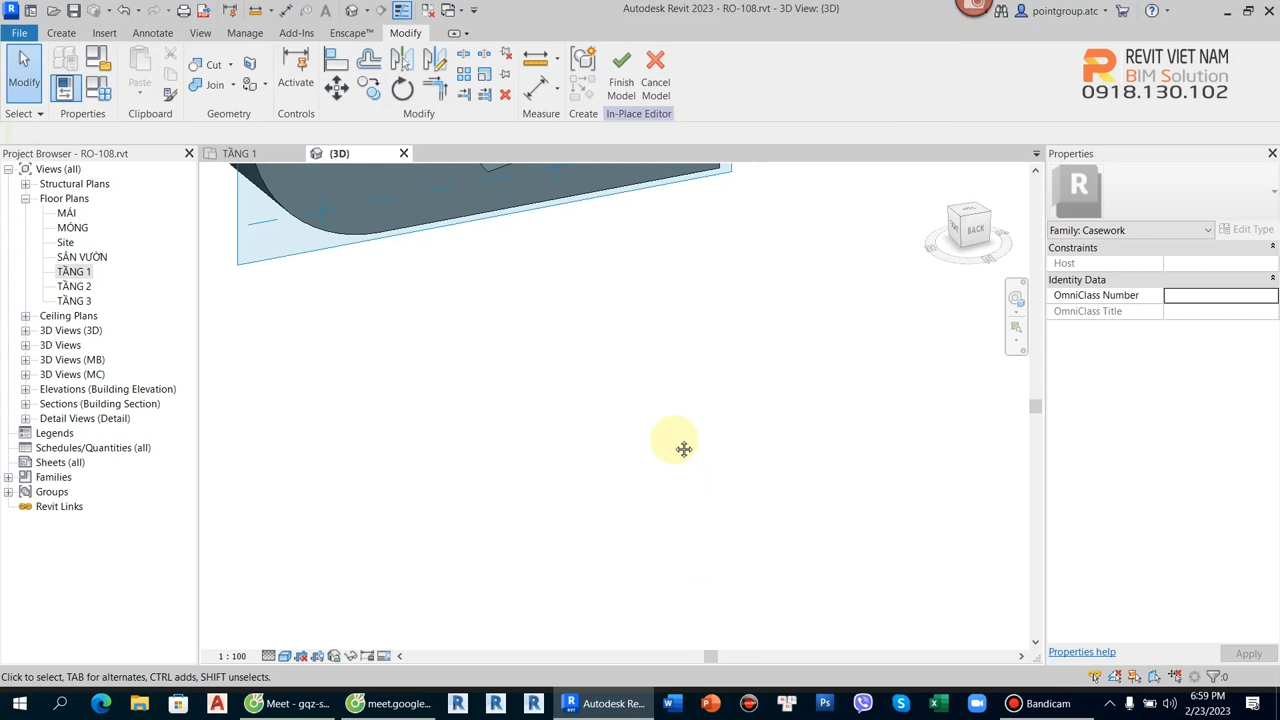 Autodesk Revit 2023 - RO-108.rvt - 3D View: {3D}
pointgroup.atc
File
Create
Insert
Annotate
View
Manage
Add-Ins
Enscape™
Modify
REVIT VIET NAM
BIM Solution
0918.130.102
Modify
Paste
Cut
Join
Activate
Finish
Model
Cancel
Model
Select
Properties
Clipboard
Geometry
Controls
Modify
Measure
Create
In-Place Editor
Project Browser - RO-108.rvt
TẦNG 1
{3D}
Properties
Views (all)
Structural Plans
Floor Plans
MÁI
MÓNG
Site
SÂN VƯỜN
TẦNG 1
TẦNG 2
TẦNG 3
Ceiling Plans
3D Views (3D)
3D Views
3D Views (MB)
3D Views (MC)
Elevations (Building Elevation)
Sections (Building Section)
Detail Views (Detail)
Legends
Schedules/Quantities (all)
Sheets (all)
Families
Groups
Revit Links
BACK
R
Family: Casework
Edit Type
Constraints
Host
Identity Data
OmniClass Number
OmniClass Title
Properties help
Apply
1 : 100
Click to select, TAB for alternates, CTRL adds, SHIFT unselects.
:0
Meet - gqz-s...
meet.google...
Autodesk Re...
Bandicam
6:59 PM
2/23/2023